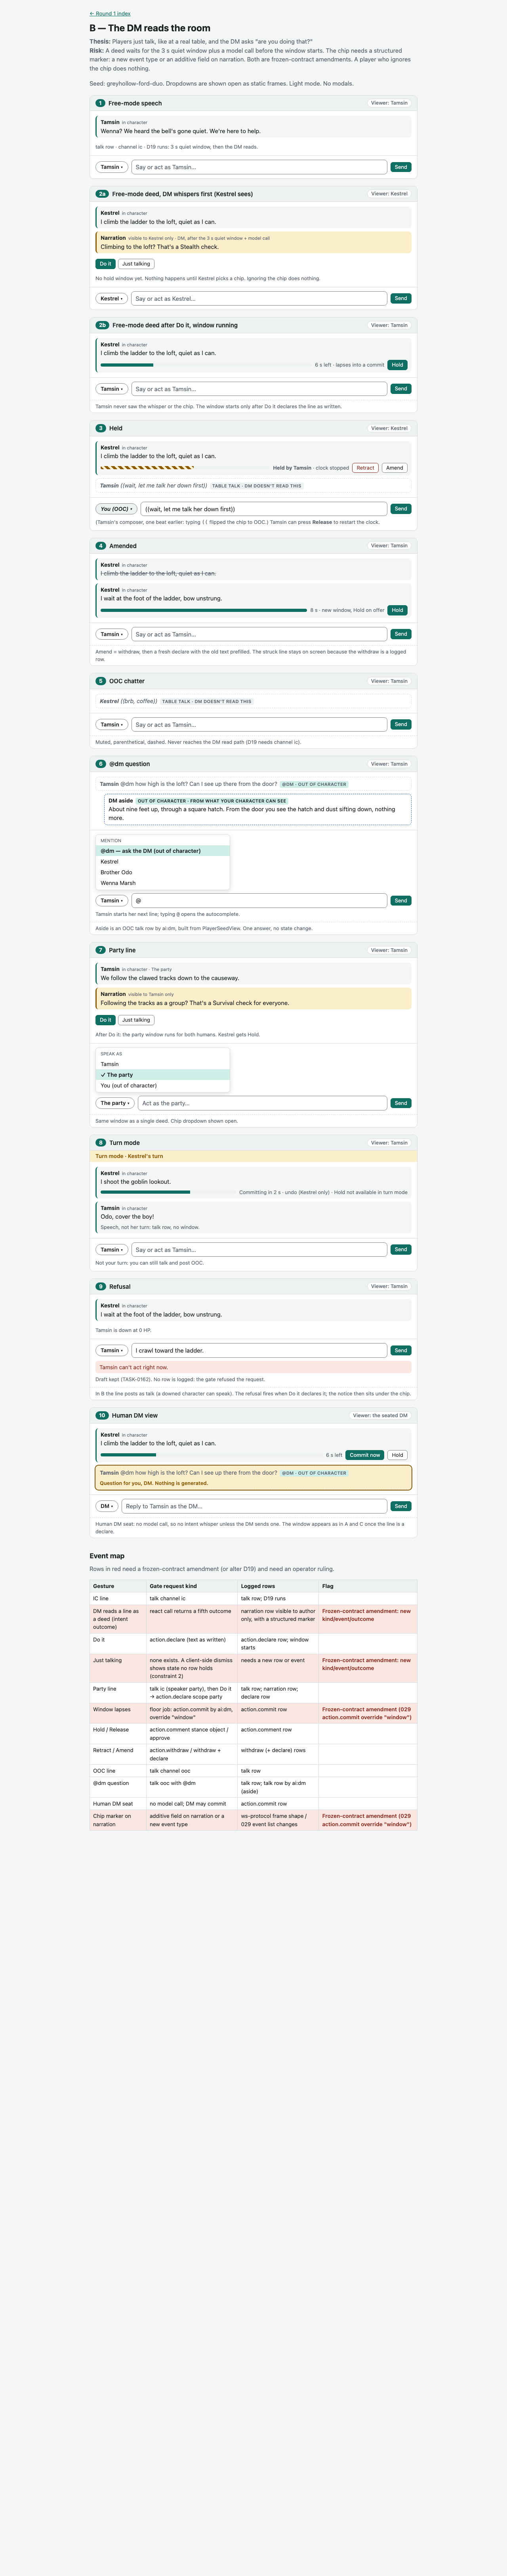 ← Round 1 index
B — The DM reads the room
Thesis: Players just talk, like at a real table, and the DM asks "are you doing that?"
Risk: A deed waits for the 3 s quiet window plus a model call before the window starts. The chip needs a structured
marker: a new event type or an additive field on narration. Both are frozen-contract amendments. A player who ignores
the chip does nothing.
Seed: greyhollow-ford-duo. Dropdowns are shown open as static frames. Light mode. No modals.
1 Free-mode speech Viewer: Tamsin
Tamsin in character
Wenna? We heard the bell's gone quiet. We're here to help.
talk row · channel ic · D19 runs: 3 s quiet window, then the DM reads.
Tamsin ▾ Say or act as Tamsin… Send
2a Free-mode deed, DM whispers first (Kestrel sees) Viewer: Kestrel
Kestrel in character
I climb the ladder to the loft, quiet as I can.
Narration visible to Kestrel only · DM, after the 3 s quiet window + model call
Climbing to the loft? That's a Stealth check.
Do it Just talking
No hold window yet. Nothing happens until Kestrel picks a chip. Ignoring the chip does nothing.
Kestrel ▾ Say or act as Kestrel… Send
2b Free-mode deed after Do it, window running Viewer: Tamsin
Kestrel in character
I climb the ladder to the loft, quiet as I can.
6 s left · lapses into a commit Hold
Tamsin ▾ Say or act as Tamsin… Send
Tamsin never saw the whisper or the chip. The window starts only after Do it declares the line as written.
3 Held Viewer: Kestrel
Kestrel in character
I climb the ladder to the loft, quiet as I can.
Held by Tamsin · clock stopped Retract Amend
Tamsin ((wait, let me talk her down first)) TABLE TALK · DM DOESN'T READ THIS
You (OOC) ▾ ((wait, let me talk her down first)) Send
(Tamsin's composer, one beat earlier: typing (( flipped the chip to OOC.) Tamsin can press Release to restart the clock.
4 Amended Viewer: Tamsin
Kestrel in character
I climb the ladder to the loft, quiet as I can.
Kestrel in character
I wait at the foot of the ladder, bow unstrung.
8 s · new window, Hold on offer Hold
Tamsin ▾ Say or act as Tamsin… Send
Amend = withdraw, then a fresh declare with the old text prefilled. The struck line stays on screen because the withdraw is a logged
row.
5 OOC chatter Viewer: Tamsin
Kestrel ((brb, coffee)) TABLE TALK · DM DOESN'T READ THIS
Tamsin ▾ Say or act as Tamsin… Send
Muted, parenthetical, dashed. Never reaches the DM read path (D19 needs channel ic).
6 @dm question Viewer: Tamsin
Tamsin @dm how high is the loft? Can I see up there from the door? @DM · OUT OF CHARACTER
DM aside OUT OF CHARACTER · FROM WHAT YOUR CHARACTER CAN SEE
About nine feet up, through a square hatch. From the door you see the hatch and dust sifting down, nothing
more.
MENTION
@dm — ask the DM (out of character)
Kestrel
Brother Odo
Wenna Marsh
Tamsin ▾ @ Send
Tamsin starts her next line; typing @ opens the autocomplete.
Aside is an OOC talk row by ai:dm, built from PlayerSeedView. One answer, no state change.
7 Party line Viewer: Tamsin
Tamsin in character · The party
We follow the clawed tracks down to the causeway.
Narration visible to Tamsin only
Following the tracks as a group? That's a Survival check for everyone.
Do it Just talking
After Do it: the party window runs for both humans. Kestrel gets Hold.
SPEAK AS
Tamsin
✓ The party
You (out of character)
The party ▾ Act as the party… Send
Same window as a single deed. Chip dropdown shown open.
8 Turn mode Viewer: Tamsin
Turn mode · Kestrel's turn
Kestrel in character
I shoot the goblin lookout.
Committing in 2 s · undo (Kestrel only) · Hold not available in turn mode
Tamsin in character
Odo, cover the boy!
Speech, not her turn: talk row, no window.
Tamsin ▾ Say or act as Tamsin… Send
Not your turn: you can still talk and post OOC.
9 Refusal Viewer: Tamsin
Kestrel in character
I wait at the foot of the ladder, bow unstrung.
Tamsin is down at 0 HP.
Tamsin ▾ I crawl toward the ladder. Send
Tamsin can't act right now.
Draft kept (TASK-0162). No row is logged: the gate refused the request.
In B the line posts as talk (a downed character can speak). The refusal fires when Do it declares it; the notice then sits under the chip.
10 Human DM view Viewer: the seated DM
Kestrel in character
I climb the ladder to the loft, quiet as I can.
6 s left Commit now Hold
Tamsin @dm how high is the loft? Can I see up there from the door? @DM · OUT OF CHARACTER
Question for you, DM. Nothing is generated.
DM ▾ Reply to Tamsin as the DM… Send
Human DM seat: no model call, so no intent whisper unless the DM sends one. The window appears as in A and C once the line is a
declare.
Event map
Rows in red need a frozen-contract amendment (or alter D19) and need an operator ruling.
Gesture Gate request kind Logged rows Flag
IC line talk channel ic talk row; D19 runs
DM reads a line as a deed (intent outcome) react call returns a fifth outcome narration row visible to author only, with a structured marker Frozen-contract amendment: new kind/event/outcome
Do it action.declare (text as written) action.declare row; window starts
Just talking none exists. A client-side dismiss shows state no row holds (constraint 2) needs a new row or event Frozen-contract amendment: new kind/event/outcome
Party line talk ic (speaker party), then Do it → action.declare scope party talk row; narration row; declare row
Window lapses floor job: action.commit by ai:dm, override "window" action.commit row Frozen-contract amendment (029 action.commit override "window")
Hold / Release action.comment stance object / approve action.comment row
Retract / Amend action.withdraw / withdraw + declare withdraw (+ declare) rows
OOC line talk channel ooc talk row
@dm question talk ooc with @dm talk row; talk row by ai:dm (aside)
Human DM seat no model call; DM may commit action.commit row
Chip marker on narration additive field on narration or a new event type ws-protocol frame shape / 029 event list changes Frozen-contract amendment (029 action.commit override "window")